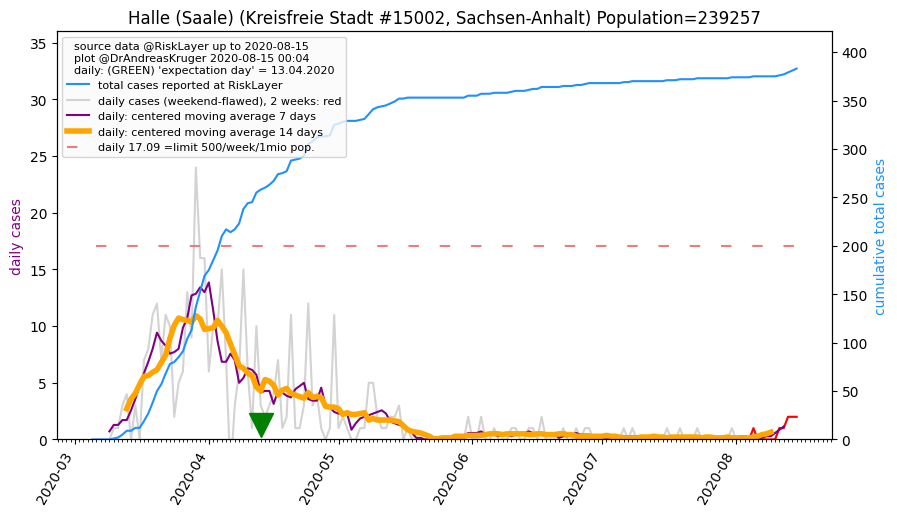 Halle (Saale) (Kreisfreie Stadt #15002, Sachsen-Anhalt) Population=239257
source data @RiskLayer up to 2020-08-15
plot @DrAndreasKruger 2020-08-15 00:04
daily: (GREEN) 'expectation day' = 13.04.2020
total cases reported at RiskLayer
daily cases (weekend-flawed), 2 weeks: red
daily: centered moving average 7 days
daily: centered moving average 14 days
daily 17.09 =limit 500/week/1mio pop.
daily cases
35
30
25
20
15
10
5
0
cumulative total cases
400
350
300
250
200
150
100
50
0
2020-03
2020-04
2020-05
2020-06
2020-07
2020-08